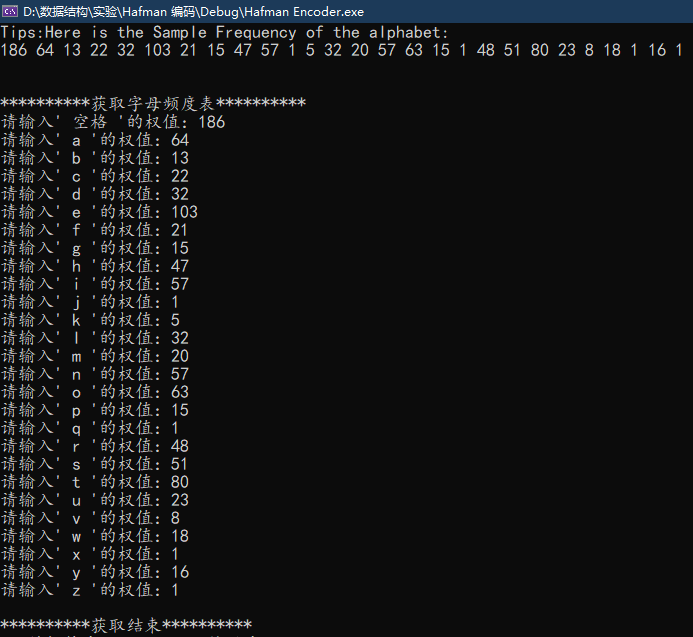 D:\数据结构\实验\Hafman 编码\Debug\Hafman Encoder.exe
Tips:Here is the Sample Frequency of the alphabet:
186 64 13 22 32 103 21 15 47 57 1 5 32 20 57 63 15 1 48 51 80 23 8 18 1 16 1
**********获取字母频度表**********
请输入' 空格 '的权值: 186
请输入' a '的权值: 64
请输入' b '的权值: 13
请输入' c '的权值: 22
请输入' d '的权值: 32
请输入' e '的权值: 103
请输入' f '的权值: 21
请输入' g '的权值: 15
请输入' h '的权值: 47
请输入' i '的权值: 57
请输入' j '的权值: 1
请输入' k '的权值: 5
请输入' l '的权值: 32
请输入' m '的权值: 20
请输入' n '的权值: 57
请输入' o '的权值: 63
请输入' p '的权值: 15
请输入' q '的权值: 1
请输入' r '的权值: 48
请输入' s '的权值: 51
请输入' t '的权值: 80
请输入' u '的权值: 23
请输入' v '的权值: 8
请输入' w '的权值: 18
请输入' x '的权值: 1
请输入' y '的权值: 16
请输入' z '的权值: 1
**********获取结束**********